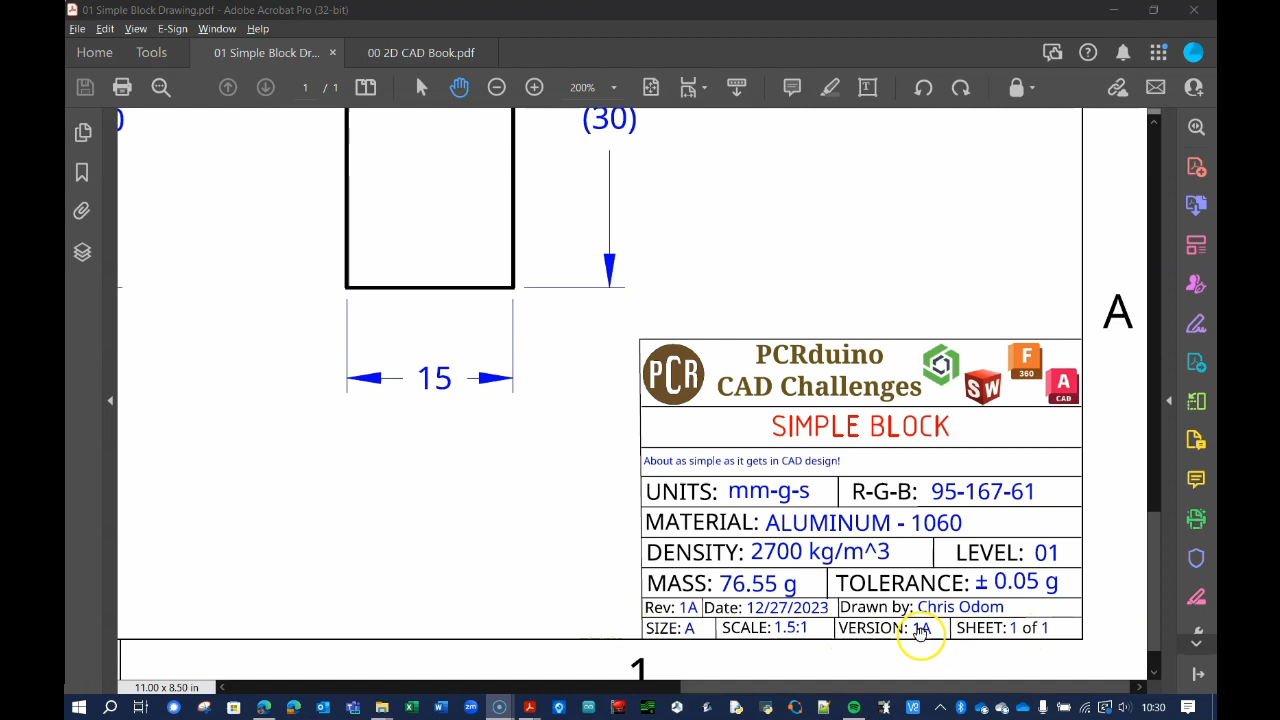 01 Simple Block Drawing.pdf - Adobe Acrobat Pro (32-bit)
File Edit View E-Sign Window Help
Home Tools 01 Simple Block Dr... × 00 2D CAD Book.pdf
1 / 1 200%
(30)
15
A
PCR
PCRduino
CAD Challenges
SW
F
360
A
CAD
SIMPLE BLOCK
About as simple as it gets in CAD design!
UNITS: mm-g-s R-G-B: 95-167-61
MATERIAL: ALUMINUM - 1060
DENSITY: 2700 kg/m^3 LEVEL: 01
MASS: 76.55 g TOLERANCE: ± 0.05 g
Rev: 1A Date: 12/27/2023 Drawn by: Chris Odom
SIZE: A SCALE: 1.5:1 VERSION: 1A SHEET: 1 of 1
1
11.00 x 8.50 in
10:30